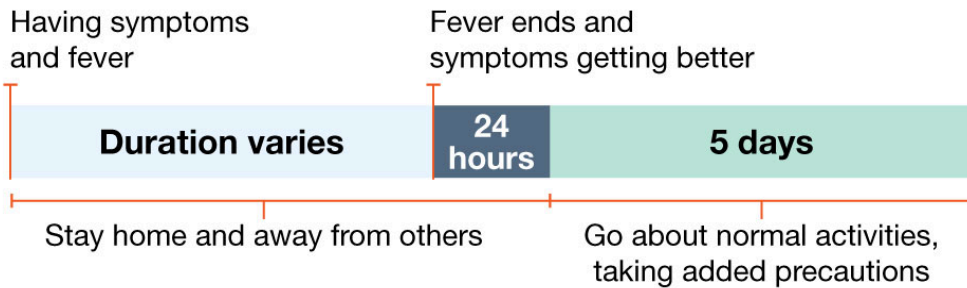 Having symptoms
and fever
Fever ends and
symptoms getting better
Duration varies
24
hours
5 days
Stay home and away from others
Go about normal activities,
taking added precautions